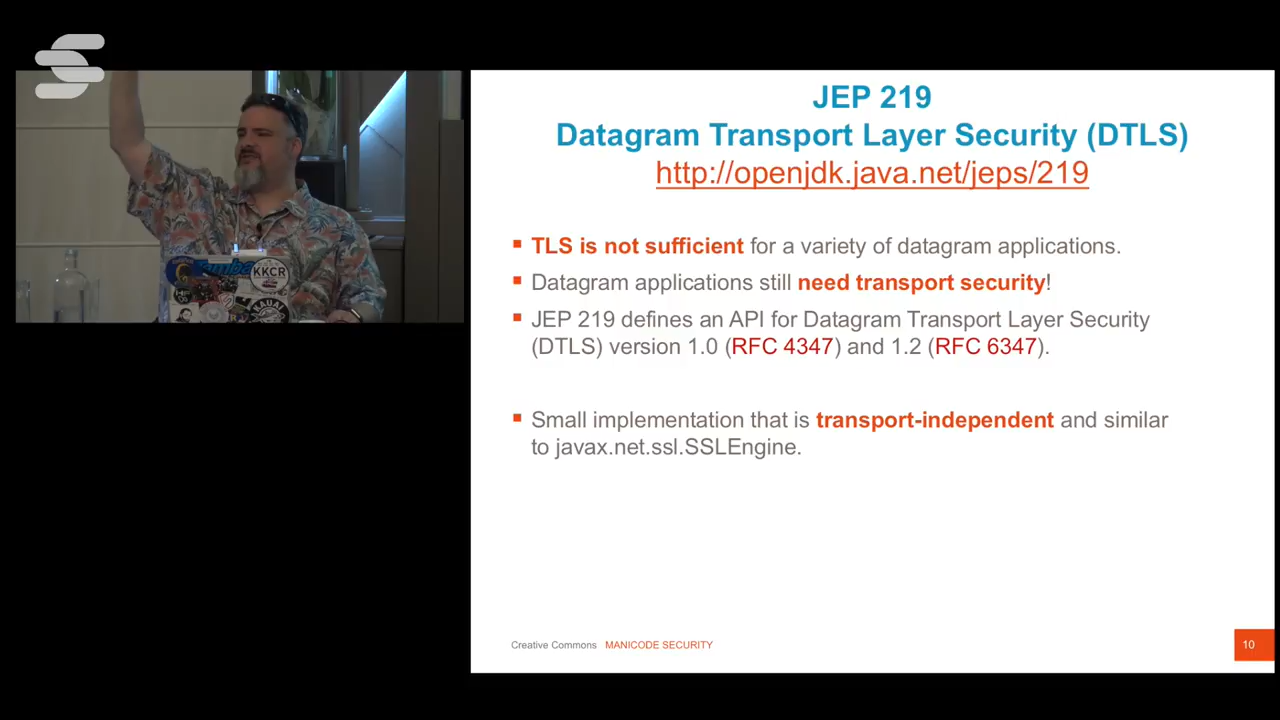 JEP 219
Datagram Transport Layer Security (DTLS)
http://openjdk.java.net/jeps/219
TLS is not sufficient for a variety of datagram applications.
Datagram applications still need transport security!
JEP 219 defines an API for Datagram Transport Layer Security
(DTLS) version 1.0 (RFC 4347) and 1.2 (RFC 6347).
Small implementation that is transport-independent and similar
to javax.net.ssl.SSLEngine.
Creative Commons MANICODE SECURITY
10
KKCR
KAUAI